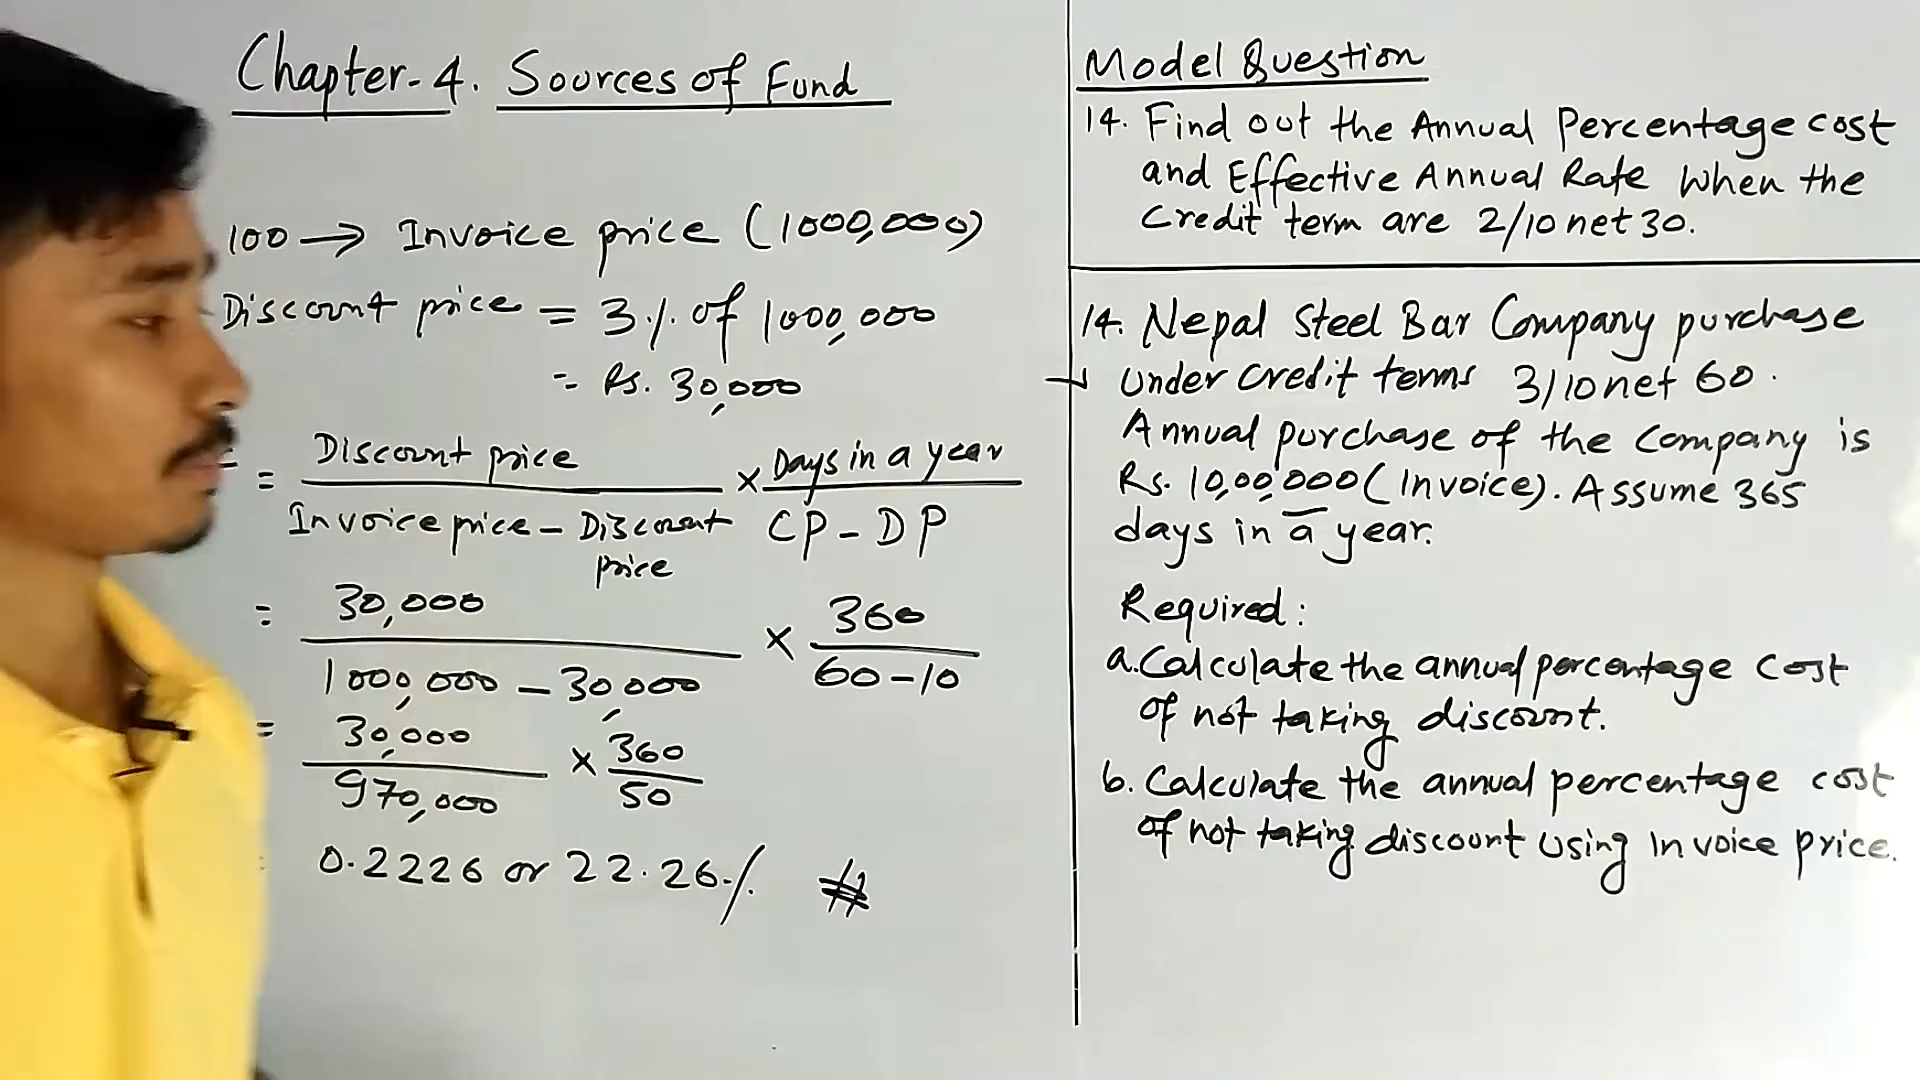 Chapter-4. Sources of Fund
100 → Invoice price (1000,000)
Discount price = 3% of 1000,000
= Rs. 30,000
= Discount price / Invoice price - Discount price × Days in a year / CP - DP
= 30,000 / 1000,000 - 30,000 × 360 / 60-10
= 30,000 / 970,000 × 360 / 50
0.2226 or 22.26%
Model Question
14. Find out the Annual Percentage cost
and Effective Annual Rate When the
Credit term are 2/10 net 30.
14. Nepal Steel Bar Company purchase
→ Under Credit terms 3/10 net 60.
Annual purchase of the Company is
Rs. 10,00,000 (Invoice). Assume 365
days in a year.
Required:
a. Calculate the annual percentage cost
of not taking discount.
b. Calculate the annual percentage cost
of not taking discount Using Invoice price.